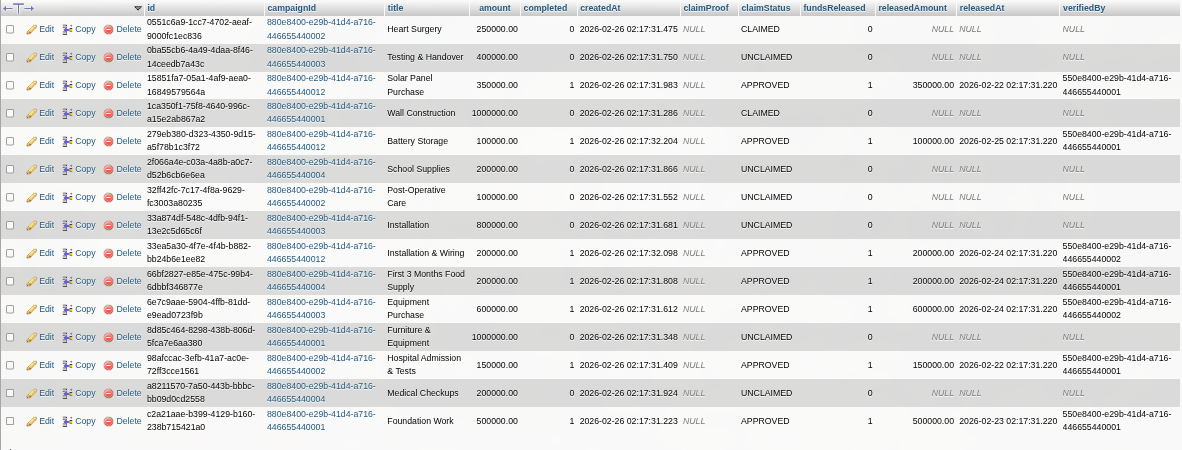 ←T→ id campaignId title amount completed createdAt claimProof claimStatus fundsReleased releasedAmount releasedAt verifiedBy
Edit Copy Delete 0551c6a9-1cc7-4702-aeaf-9000fc1ec836 880e8400-e29b-41d4-a716-446655440002 Heart Surgery 250000.00 0 2026-02-26 02:17:31.475 NULL CLAIMED 0 NULL NULL NULL
Edit Copy Delete 0ba55cb6-4a49-4daa-8f46-14ceedb7a43c 880e8400-e29b-41d4-a716-446655440003 Testing & Handover 400000.00 0 2026-02-26 02:17:31.750 NULL UNCLAIMED 0 NULL NULL NULL
Edit Copy Delete 15851fa7-05a1-4af9-aea0-16849579564a 880e8400-e29b-41d4-a716-446655440012 Solar Panel Purchase 350000.00 1 2026-02-26 02:17:31.983 NULL APPROVED 1 350000.00 2026-02-22 02:17:31.220 550e8400-e29b-41d4-a716-446655440001
Edit Copy Delete 1ca350f1-75f8-4640-996c-a15e2ab867a2 880e8400-e29b-41d4-a716-446655440001 Wall Construction 1000000.00 0 2026-02-26 02:17:31.286 NULL CLAIMED 0 NULL NULL NULL
Edit Copy Delete 279eb380-d323-4350-9d15-a5f78b1c3f72 880e8400-e29b-41d4-a716-446655440012 Battery Storage 100000.00 1 2026-02-26 02:17:32.204 NULL APPROVED 1 100000.00 2026-02-25 02:17:31.220 550e8400-e29b-41d4-a716-446655440001
Edit Copy Delete 2f066a4e-c03a-4a8b-a0c7-d52b6cb6e6ea 880e8400-e29b-41d4-a716-446655440004 School Supplies 200000.00 0 2026-02-26 02:17:31.866 NULL UNCLAIMED 0 NULL NULL NULL
Edit Copy Delete 32ff42fc-7c17-4f8a-9629-fc3003a80235 880e8400-e29b-41d4-a716-446655440002 Post-Operative Care 100000.00 0 2026-02-26 02:17:31.552 NULL UNCLAIMED 0 NULL NULL NULL
Edit Copy Delete 33a874df-548c-4dfb-94f1-13e2c5d65c6f 880e8400-e29b-41d4-a716-446655440003 Installation 800000.00 0 2026-02-26 02:17:31.681 NULL UNCLAIMED 0 NULL NULL NULL
Edit Copy Delete 33ea5a30-4f7e-4f4b-b882-bb24b6e1ee82 880e8400-e29b-41d4-a716-446655440012 Installation & Wiring 200000.00 1 2026-02-26 02:17:32.098 NULL APPROVED 1 200000.00 2026-02-24 02:17:31.220 550e8400-e29b-41d4-a716-446655440002
Edit Copy Delete 66bf2827-e85e-475c-99b4-6dbbf346877e 880e8400-e29b-41d4-a716-446655440004 First 3 Months Food Supply 200000.00 1 2026-02-26 02:17:31.808 NULL APPROVED 1 200000.00 2026-02-24 02:17:31.220 550e8400-e29b-41d4-a716-446655440001
Edit Copy Delete 6e7c9aae-5904-4ffb-81dd-e9ead0723f9b 880e8400-e29b-41d4-a716-446655440003 Equipment Purchase 600000.00 1 2026-02-26 02:17:31.612 NULL APPROVED 1 600000.00 2026-02-24 02:17:31.220 550e8400-e29b-41d4-a716-446655440002
Edit Copy Delete 8d85c464-8298-438b-806d-5fca7e6aa380 880e8400-e29b-41d4-a716-446655440001 Furniture & Equipment 1000000.00 0 2026-02-26 02:17:31.348 NULL UNCLAIMED 0 NULL NULL NULL
Edit Copy Delete 98afccac-3efb-41a7-ac0e-72ff3cce1561 880e8400-e29b-41d4-a716-446655440002 Hospital Admission & Tests 150000.00 1 2026-02-26 02:17:31.409 NULL APPROVED 1 150000.00 2026-02-22 02:17:31.220 550e8400-e29b-41d4-a716-446655440001
Edit Copy Delete a8211570-7a50-443b-bbbc-bb09d0cd2558 880e8400-e29b-41d4-a716-446655440004 Medical Checkups 200000.00 0 2026-02-26 02:17:31.924 NULL UNCLAIMED 0 NULL NULL NULL
Edit Copy Delete c2a21aae-b399-4129-b160-238b715421a0 880e8400-e29b-41d4-a716-446655440001 Foundation Work 500000.00 1 2026-02-26 02:17:31.223 NULL APPROVED 1 500000.00 2026-02-23 02:17:31.220 550e8400-e29b-41d4-a716-446655440001